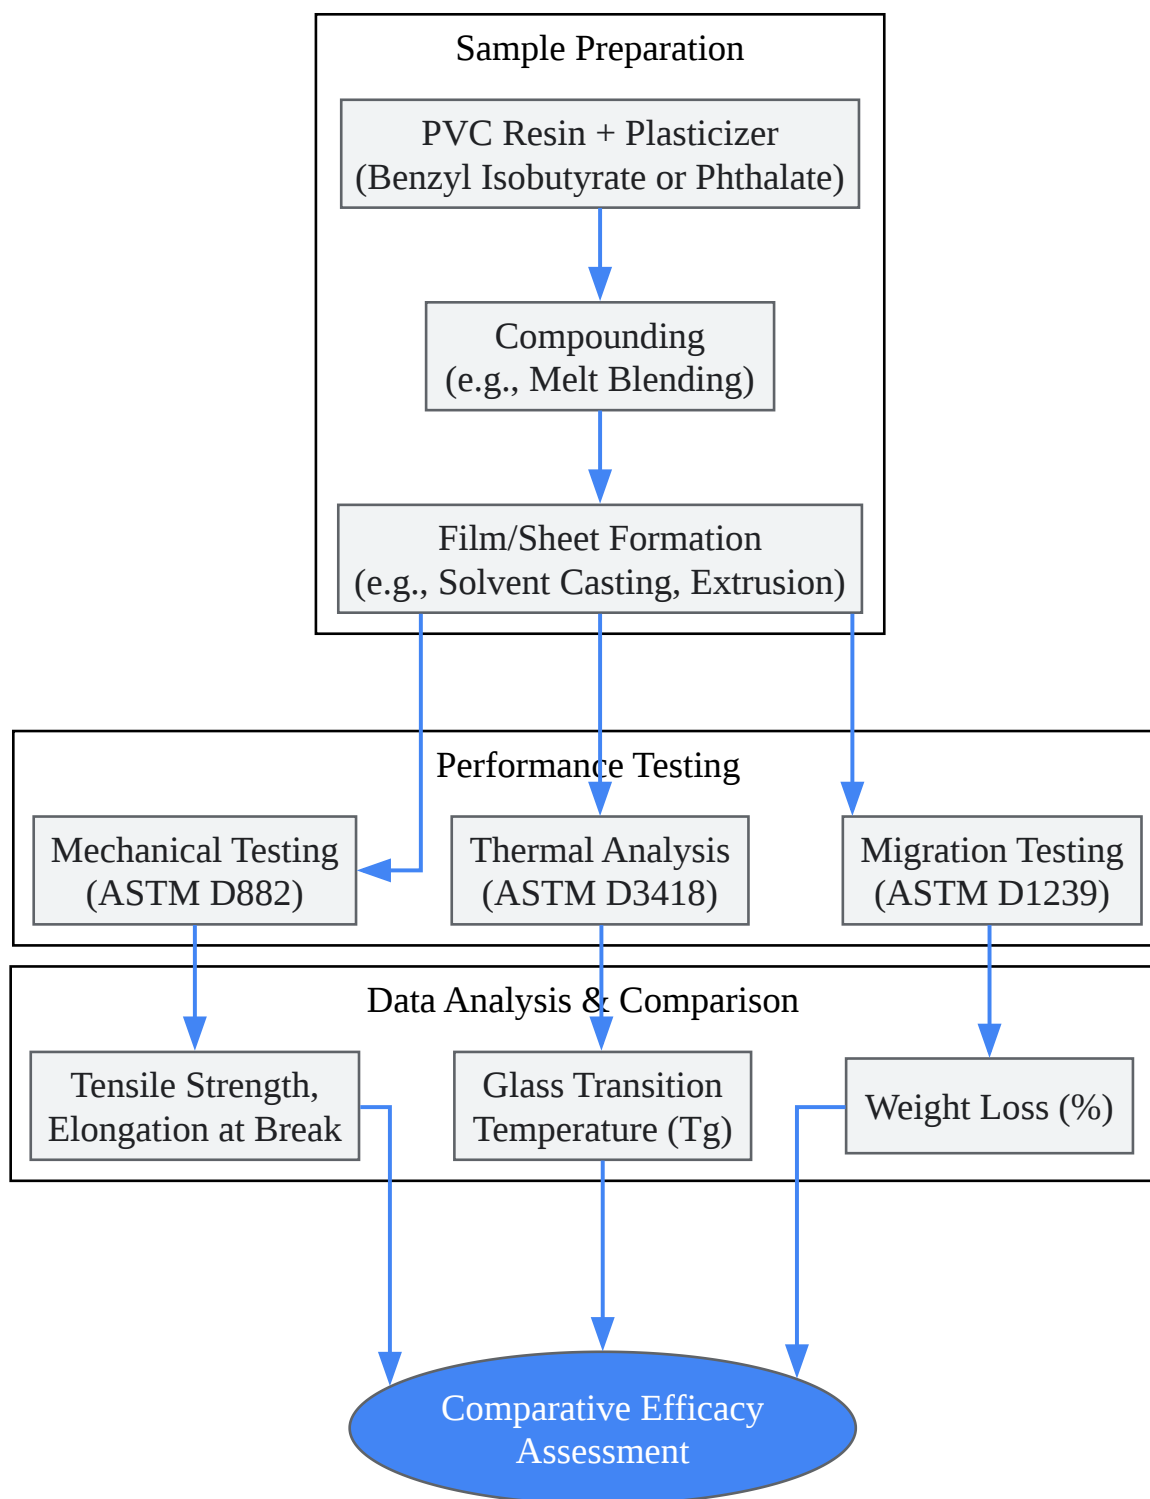 Sample Preparation
PVC Resin + Plasticizer
(Benzyl Isobutyrate or Phthalate)
Compounding
(e.g., Melt Blending)
Film/Sheet Formation
(e.g., Solvent Casting, Extrusion)
Performance Testing
Mechanical Testing
(ASTM D882)
Thermal Analysis
(ASTM D3418)
Migration Testing
(ASTM D1239)
Data Analysis & Comparison
Tensile Strength,
Elongation at Break
Glass Transition
Temperature (Tg)
Weight Loss (%)
Comparative Efficacy
Assessment